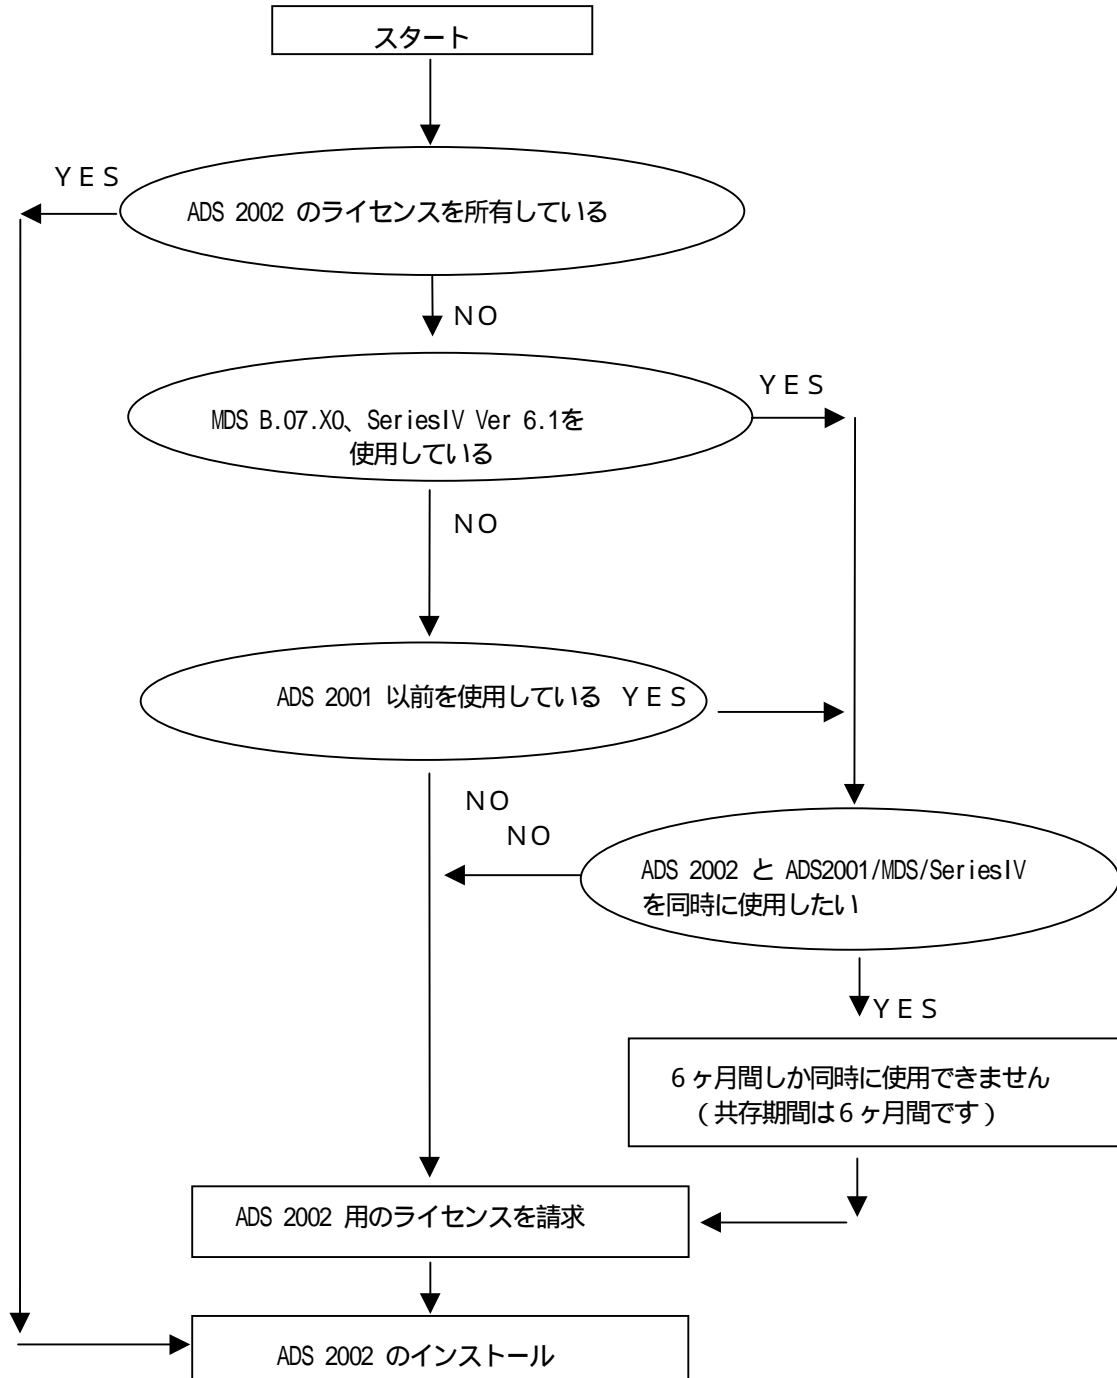 スタート
ＹＥＳ
ADS 2002 のライセンスを所有している
ＮＯ
ＹＥＳ
MDS B.07.X0、SeriesIV Ver 6.1を
使用している
ＮＯ
ADS 2001 以前を使用している ＹＥＳ
ＮＯ
ＮＯ
ADS 2002 と ADS2001/MDS/SeriesIV
を同時に使用したい
ＹＥＳ
６ヶ月間しか同時に使用できません
（共存期間は６ヶ月間です）
ADS 2002 用のライセンスを請求
ADS 2002 のインストール